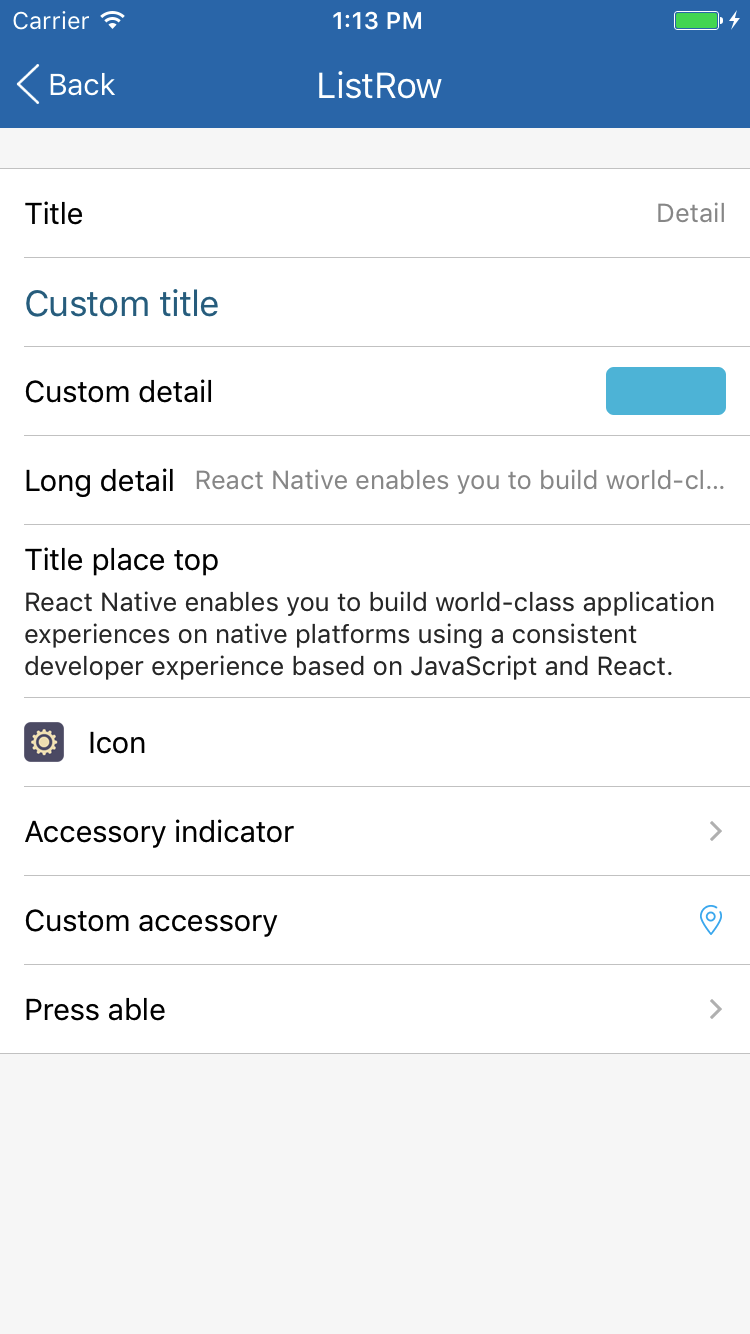 Carrier 1:13 PM
Back ListRow
Title Detail
Custom title
Custom detail
Long detail React Native enables you to build world-cl...
Title place top
React Native enables you to build world-class application
experiences on native platforms using a consistent
developer experience based on JavaScript and React.
Icon
Accessory indicator
Custom accessory
Press able